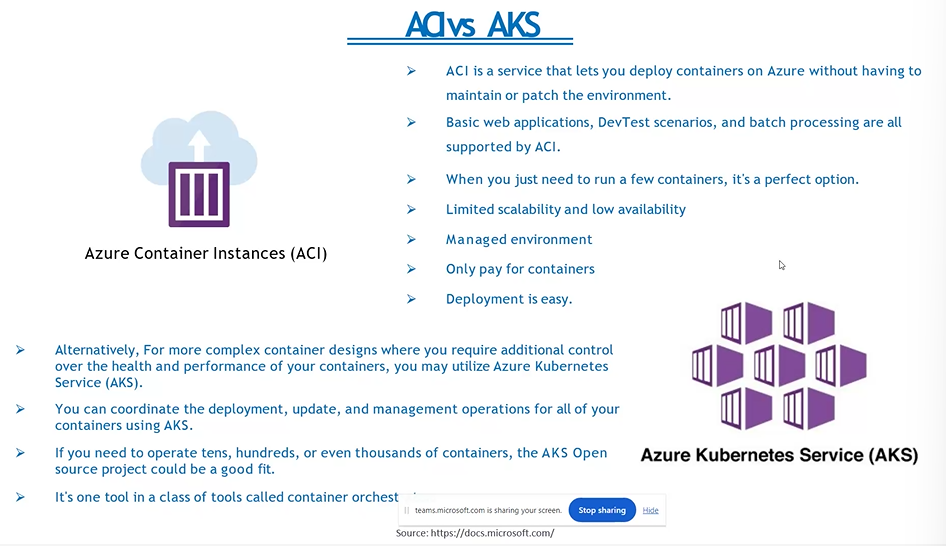 ACI vs AKS
ACI is a service that lets you deploy containers on Azure without having to
maintain or patch the environment.
Basic web applications, DevTest scenarios, and batch processing are all
supported by ACI.
When you just need to run a few containers, it's a perfect option.
Limited scalability and low availability
Managed environment
Only pay for containers
Deployment is easy.
Azure Container Instances (ACI)
Alternatively, For more complex container designs where you require additional control
over the health and performance of your containers, you may utilize Azure Kubernetes
Service (AKS).
You can coordinate the deployment, update, and management operations for all of your
containers using AKS.
If you need to operate tens, hundreds, or even thousands of containers, the AKS Open
source project could be a good fit.
It's one tool in a class of tools called container
Azure Kubernetes Service (AKS)
teams.microsoft.com is sharing your screen.
Stop sharing
Hide
Source: https://docs.microsoft.com/